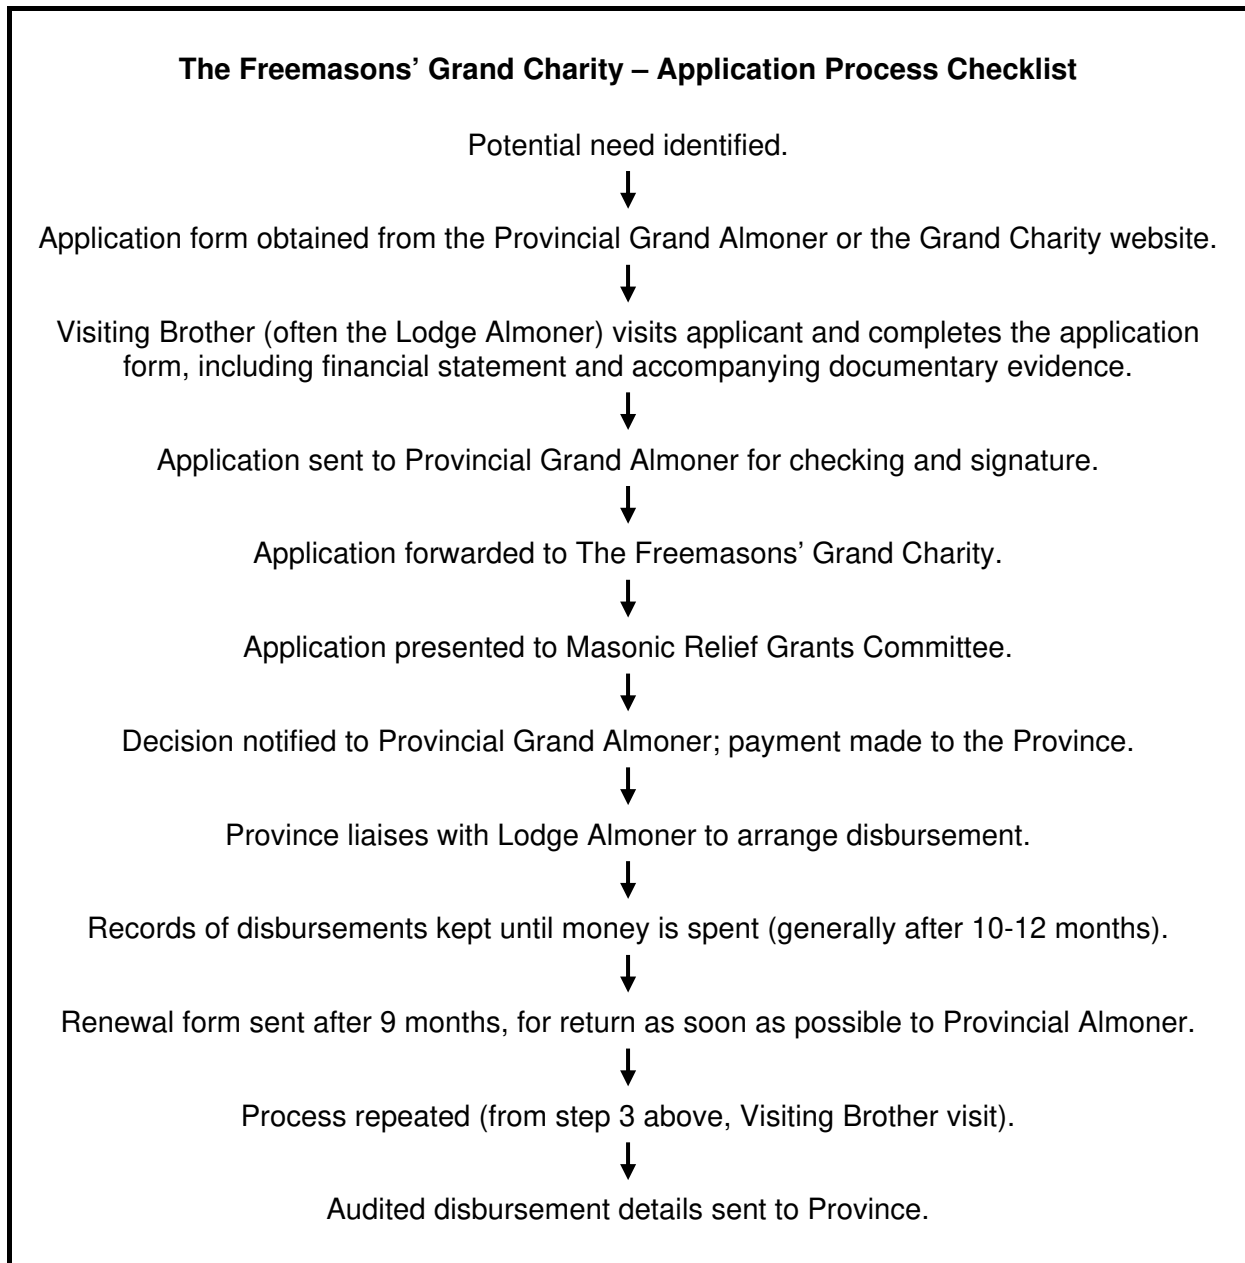 The Freemasons’ Grand Charity – Application Process Checklist
Potential need identified.
Application form obtained from the Provincial Grand Almoner or the Grand Charity website.
Visiting Brother (often the Lodge Almoner) visits applicant and completes the application
form, including financial statement and accompanying documentary evidence.
Application sent to Provincial Grand Almoner for checking and signature.
Application forwarded to The Freemasons’ Grand Charity.
Application presented to Masonic Relief Grants Committee.
Decision notified to Provincial Grand Almoner; payment made to the Province.
Province liaises with Lodge Almoner to arrange disbursement.
Records of disbursements kept until money is spent (generally after 10-12 months).
Renewal form sent after 9 months, for return as soon as possible to Provincial Almoner.
Process repeated (from step 3 above, Visiting Brother visit).
Audited disbursement details sent to Province.